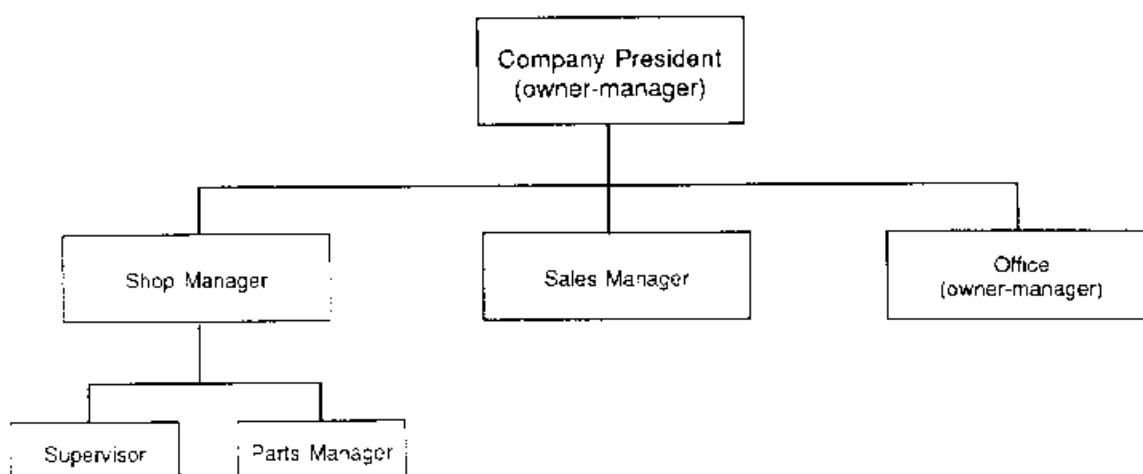 Company President
(owner-manager)
Shop Manager
Sales Manager
Office
(owner-manager)
Supervisor
Parts Manager